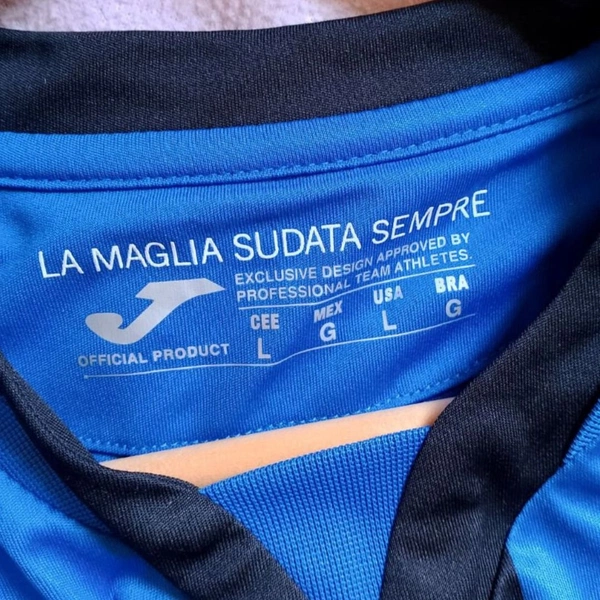 LA MAGLIA SUDATA SEMPRE
EXCLUSIVE DESIGN APPROVED BY
PROFESSIONAL TEAM ATHLETES.
CEE MEX USA BRA
L G L G
OFFICIAL PRODUCT